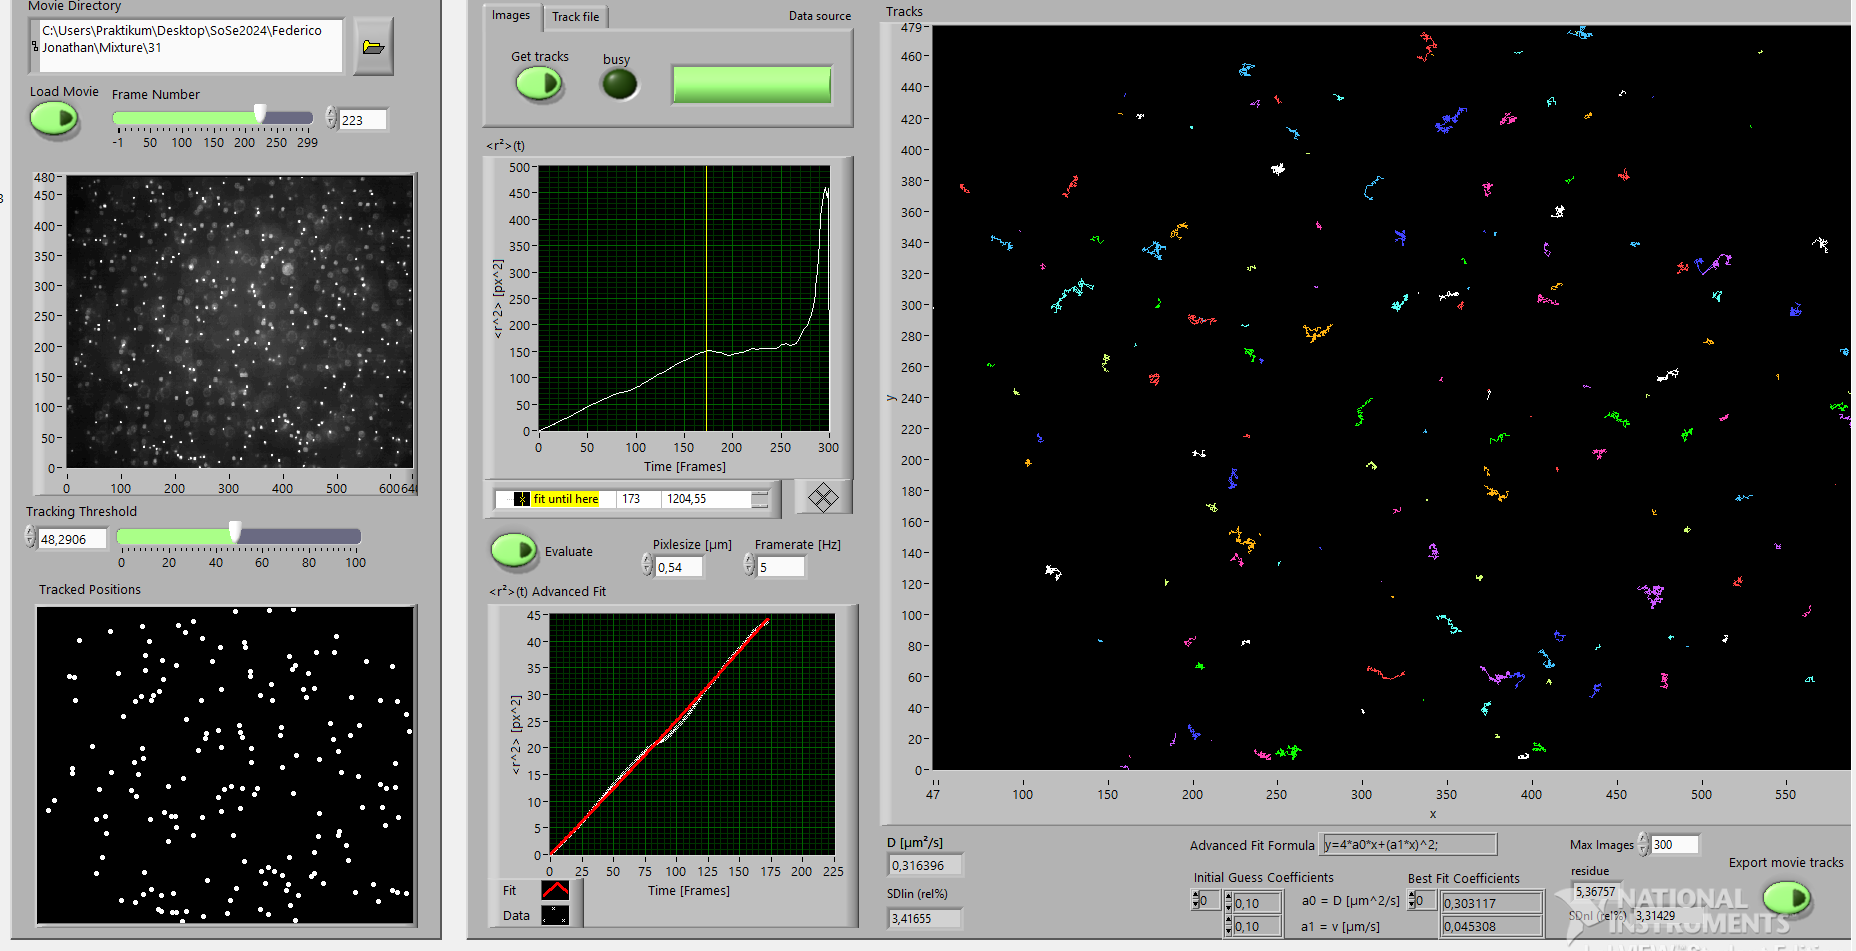 Movie Directory
C:\Users\Praktikum\Desktop\SoSe2024\Federico
Jonathan\Mixture\31
Load Movie
Frame Number
223
-1 50 100 150 200 250 299
480
450
400
350
300
250
200
150
100
50
0
0 100 200 300 400 500 600
Tracking Threshold
48,2906
0 20 40 60 80 100
Tracked Positions
Images
Track file
Data source
Get tracks
busy
<r²>(t)
500
450
400
350
300
250
200
150
100
50
0
<r^2> [px^2]
0 50 100 150 200 250 300
Time [Frames]
fit until here 173 1204,55
Evaluate
Pixlesize [µm]
0,54
Framerate [Hz]
5
<r²>(t) Advanced Fit
45
40
35
30
25
20
15
10
5
0
<r^2> [px^2]
0 25 50 75 100 125 150 175 200 225
Time [Frames]
Fit
Data
Tracks
479
460
440
420
400
380
360
340
320
300
280
260
240
220
200
180
160
140
120
100
80
60
40
20
0
y
47 100 150 200 250 300 350 400 450 500 550
x
D [µm²/s]
0,316396
SDlin (rel%)
3,41655
Advanced Fit Formula
y=4*a0*x+(a1*x)^2;
Initial Guess Coefficients
0
0,10
0,10
a0 = D [µm^2/s]
a1 = v [µm/s]
Best Fit Coefficients
0
0,303117
0,045308
Max Images
300
residue
5,36757
SDnl (rel%)
3,31429
Export movie tracks
NATIONAL
INSTRUMENTS